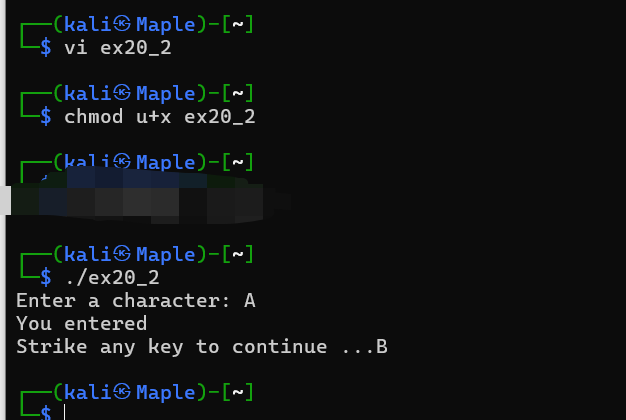 ┌──(kali㉿Maple)-[~]
└─$ vi ex20_2
┌──(kali㉿Maple)-[~]
└─$ chmod u+x ex20_2
┌──(kali㉿Maple)-[~]
┌──(kali㉿Maple)-[~]
└─$ ./ex20_2
Enter a character: A
You entered
Strike any key to continue ...B
┌──(kali㉿Maple)-[~]
└─$